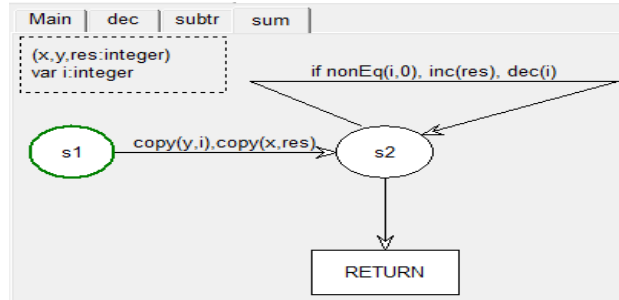 Main dec subtr sum
(x,y,res:integer)
var i:integer
if nonEq(i,0), inc(res), dec(i)
s1
copy(y,i),copy(x,res)
s2
RETURN